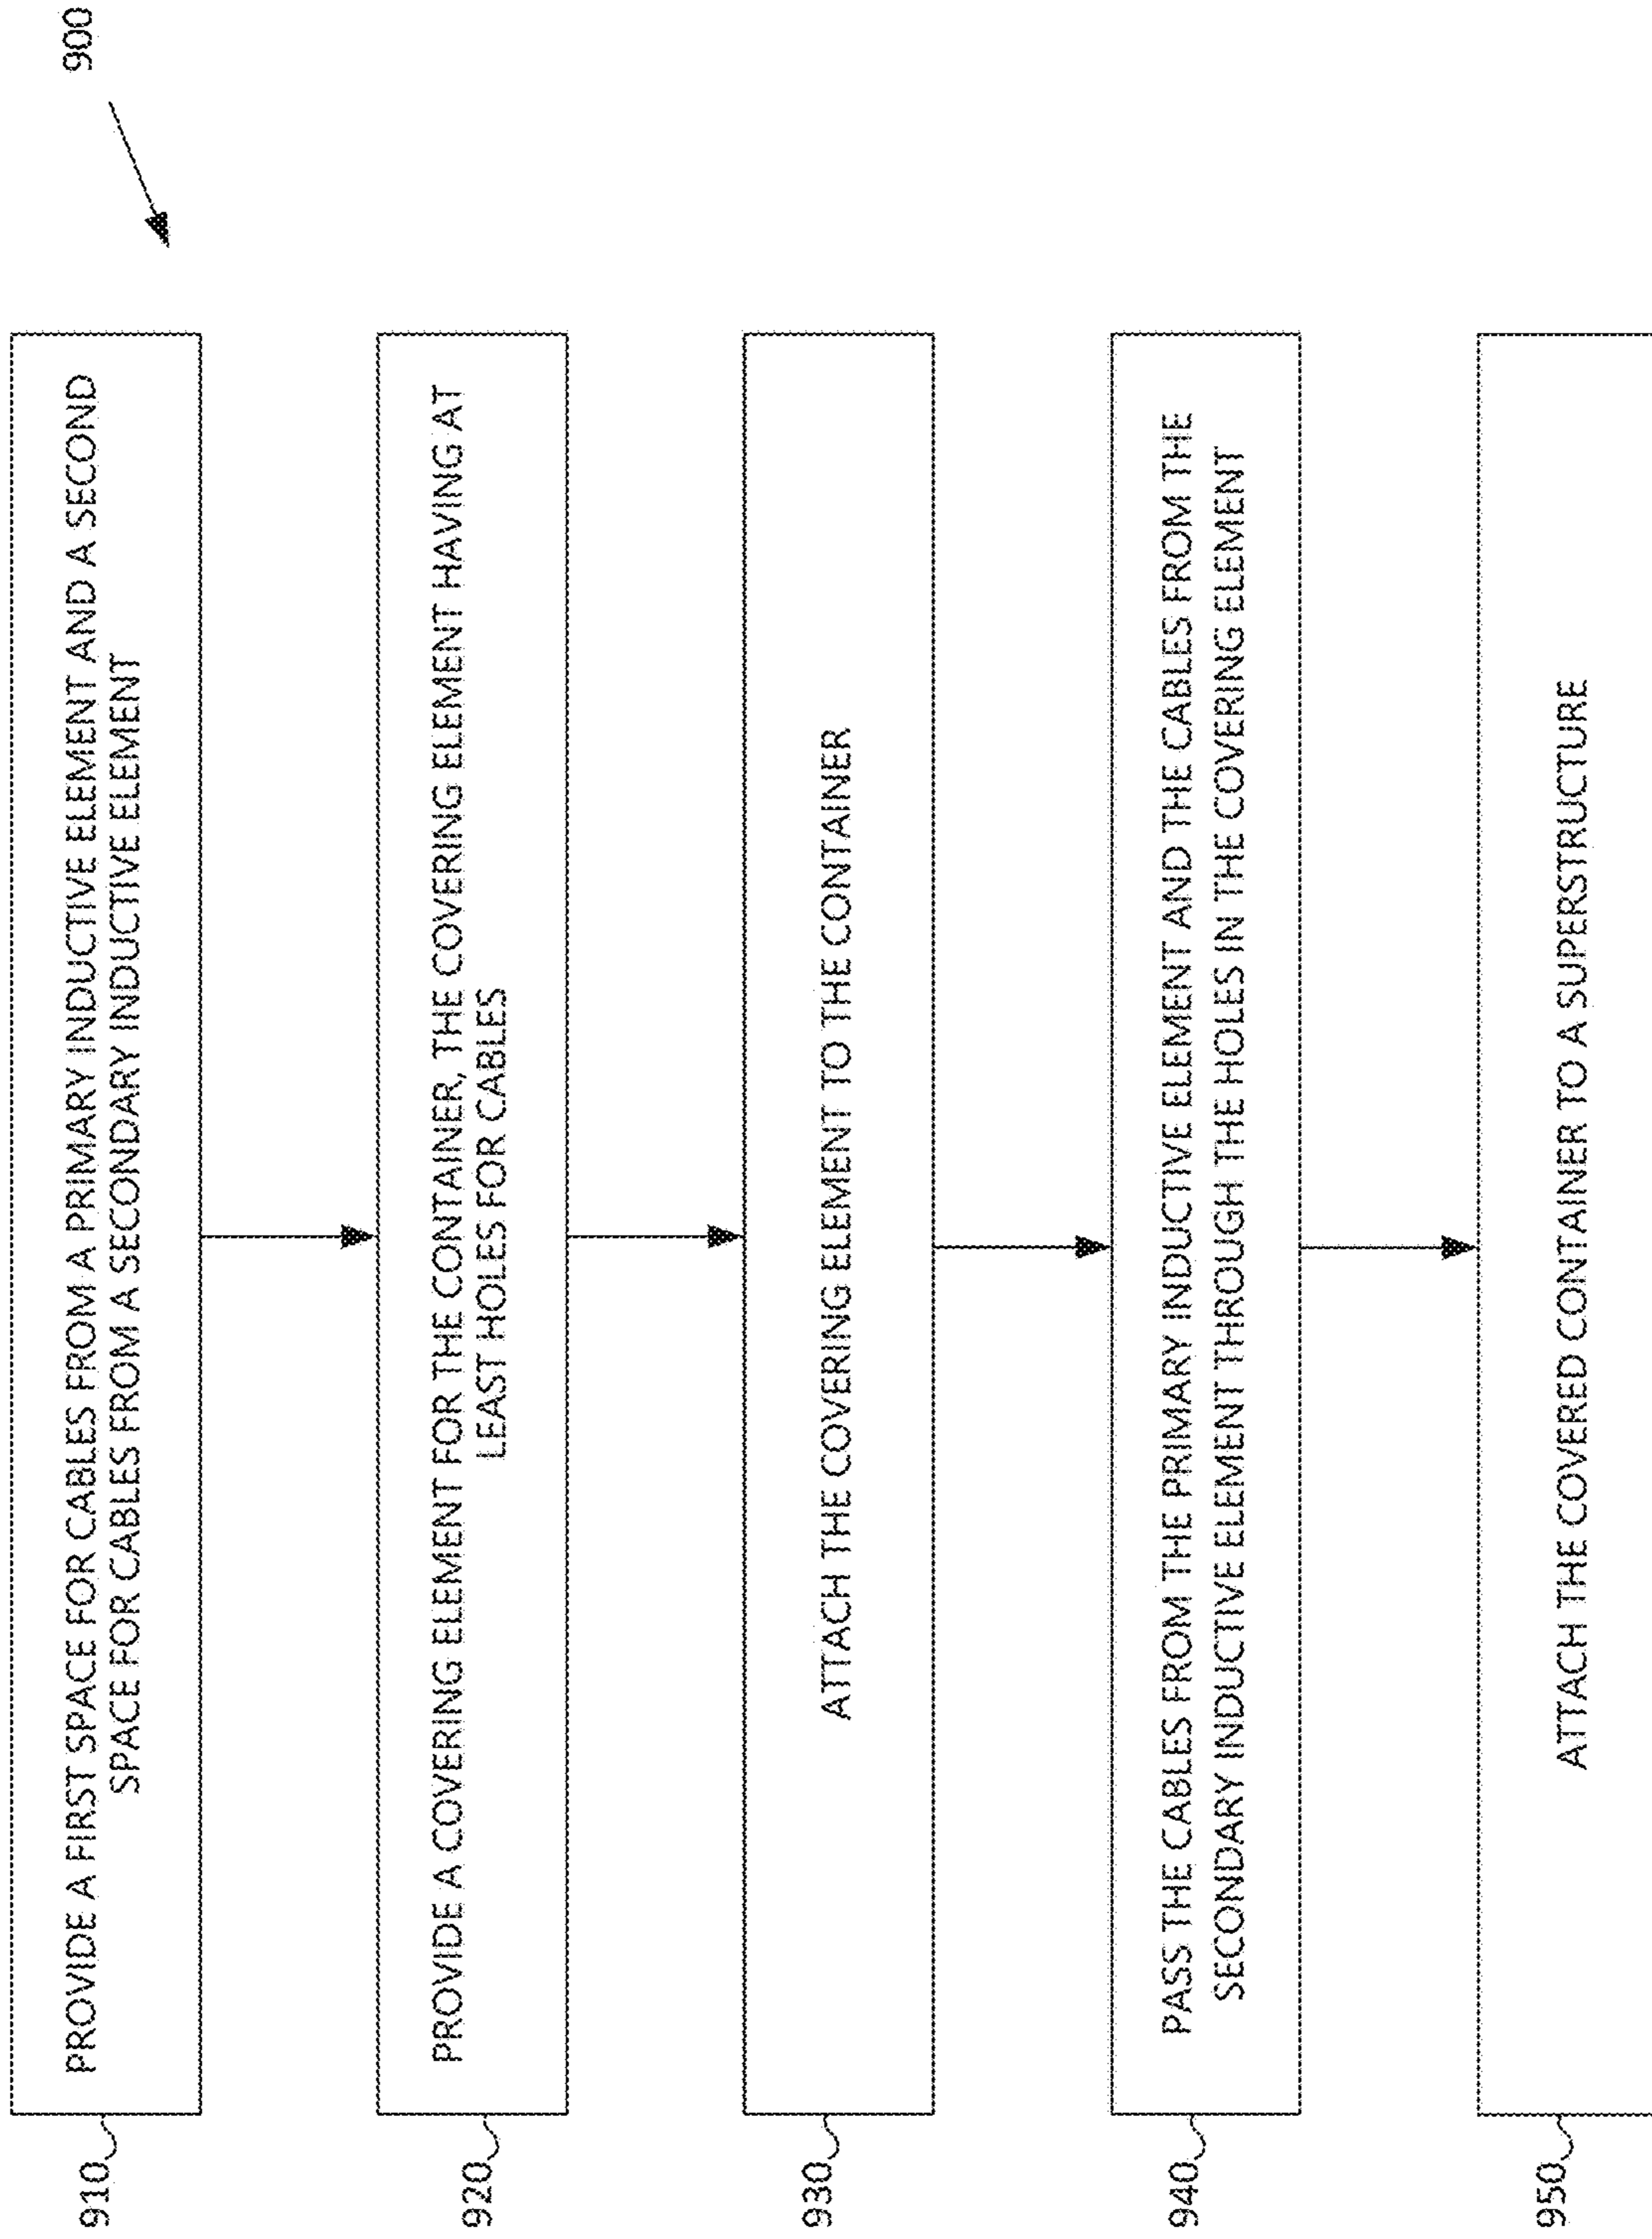 900
910
PROVIDE A FIRST SPACE FOR CABLES FROM A PRIMARY INDUCTIVE ELEMENT AND A SECOND
SPACE FOR CABLES FROM A SECONDARY INDUCTIVE ELEMENT
920
PROVIDE A COVERING ELEMENT FOR THE CONTAINER, THE COVERING ELEMENT HAVING AT
LEAST HOLES FOR CABLES
930
ATTACH THE COVERING ELEMENT TO THE CONTAINER
940
PASS THE CABLES FROM THE PRIMARY INDUCTIVE ELEMENT AND THE CABLES FROM THE
SECONDARY INDUCTIVE ELEMENT THROUGH THE HOLES IN THE COVERING ELEMENT
950
ATTACH THE COVERED CONTAINER TO A SUPERSTRUCTURE